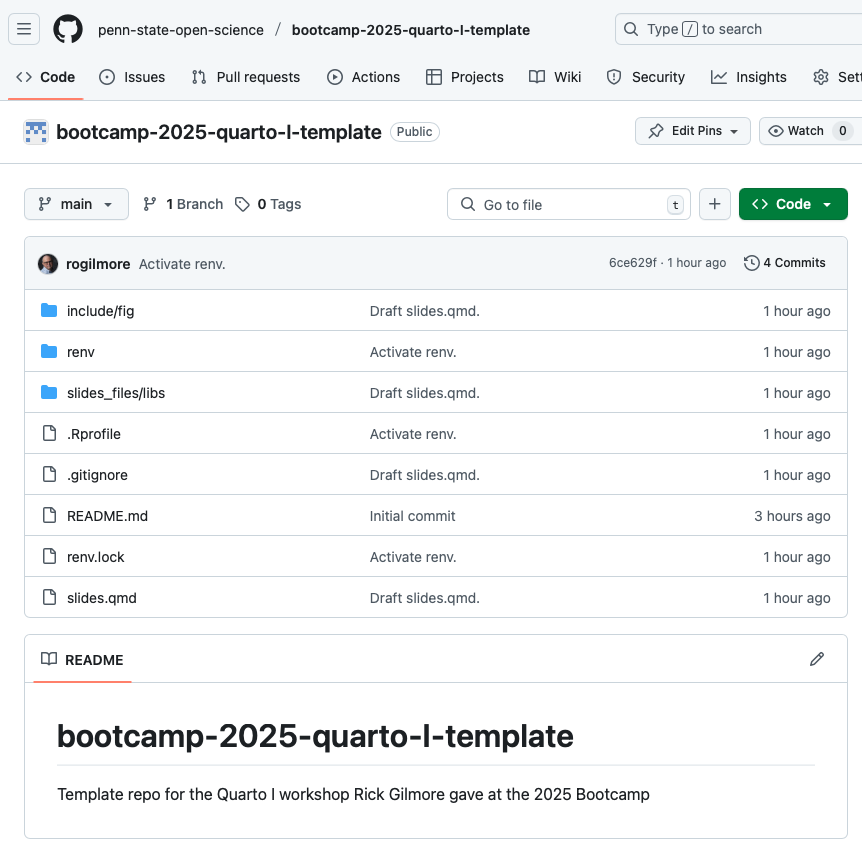 penn-state-open-science / bootcamp-2025-quarto-I-template Type / to search
Code Issues Pull requests Actions Projects Wiki Security Insights
bootcamp-2025-quarto-I-template Public Edit Pins Watch 0
main 1 Branch 0 Tags Go to file t + Code
rogilmore Activate renv. 6ce629f · 1 hour ago 4 Commits
include/fig Draft slides.qmd. 1 hour ago
renv Activate renv. 1 hour ago
slides_files/libs Draft slides.qmd. 1 hour ago
.Rprofile Activate renv. 1 hour ago
.gitignore Draft slides.qmd. 1 hour ago
README.md Initial commit 3 hours ago
renv.lock Activate renv. 1 hour ago
slides.qmd Draft slides.qmd. 1 hour ago
README
bootcamp-2025-quarto-I-template
Template repo for the Quarto I workshop Rick Gilmore gave at the 2025 Bootcamp